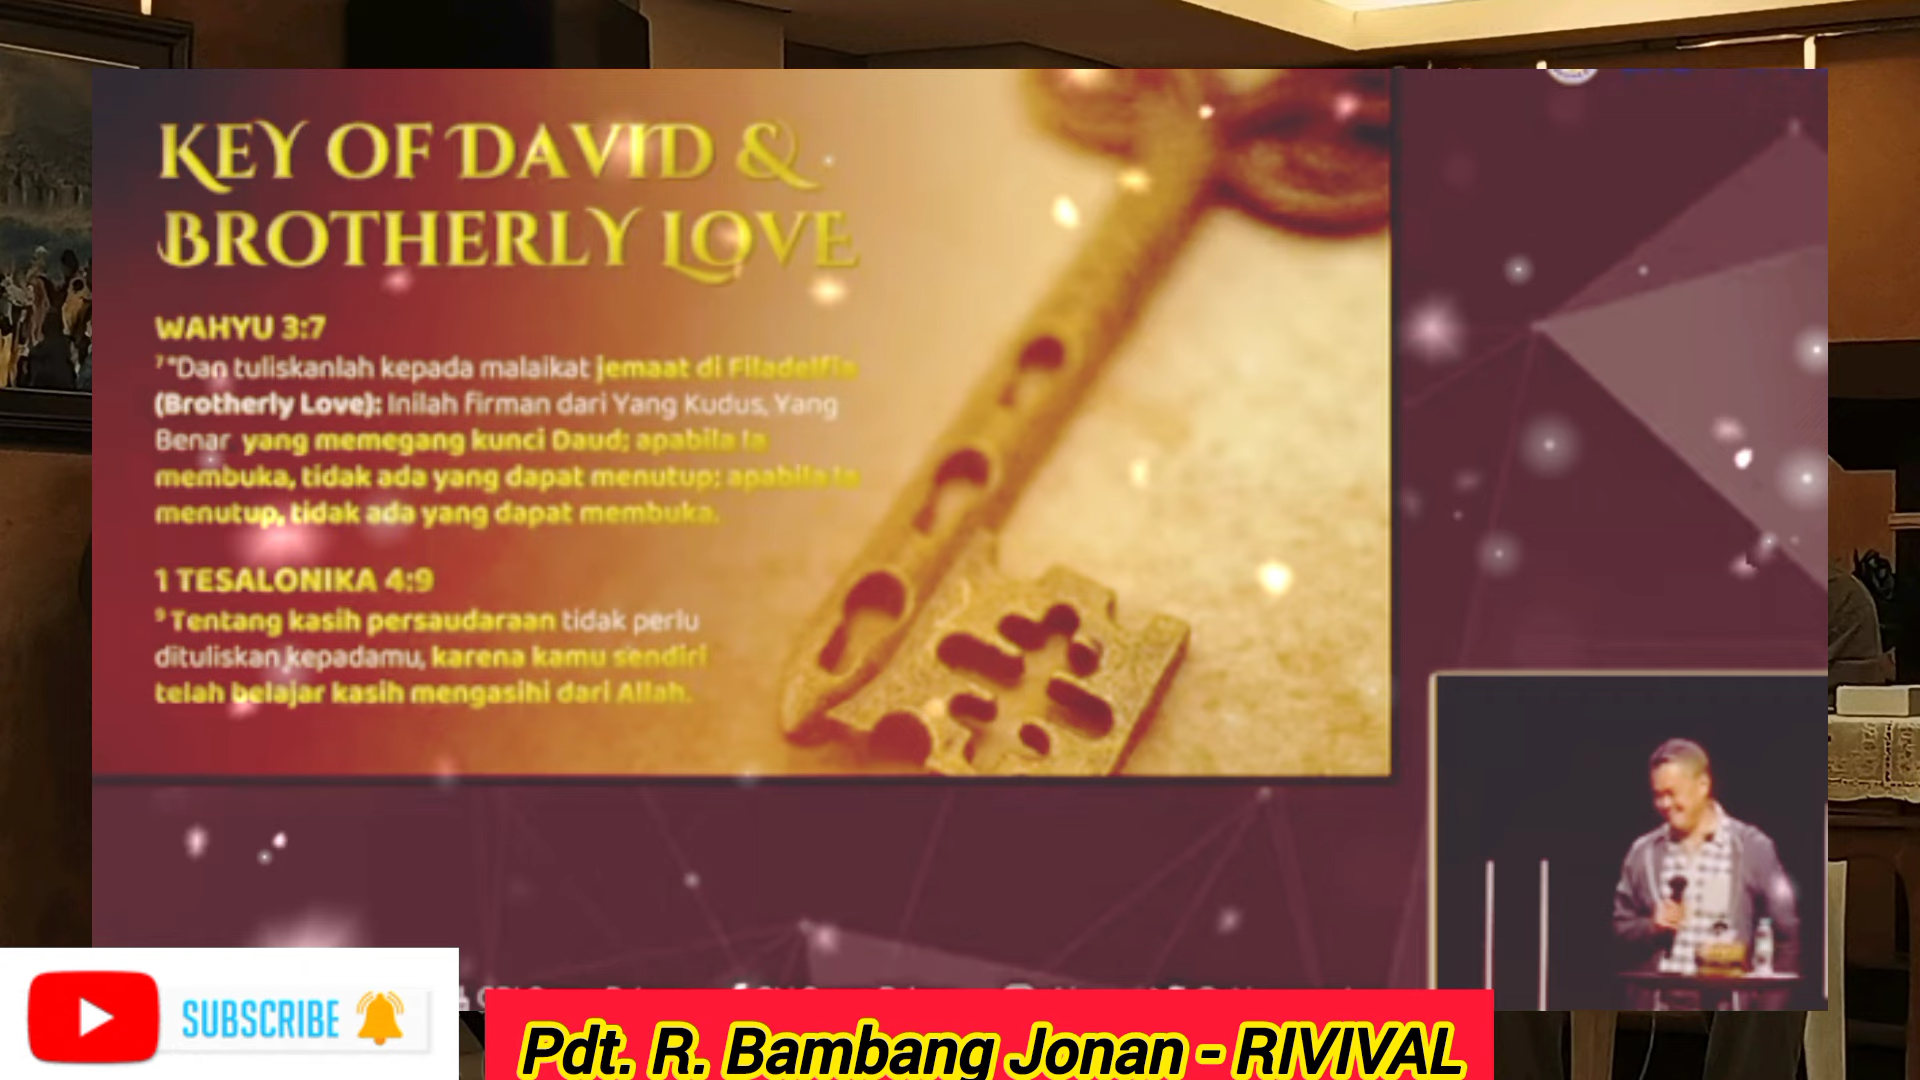 KEY OF DAVID &
BROTHERLY LOVE
WAHYU 3:7
7 "Dan tuliskanlah kepada malaikat jemaat di Filadelfia
(Brotherly Love): Inilah firman dari Yang Kudus, Yang
Benar yang memegang kunci Daud; apabila Ia
membuka, tidak ada yang dapat menutup; apabila Ia
menutup, tidak ada yang dapat membuka.
1 TESALONIKA 4:9
9 Tentang kasih persaudaraan tidak perlu
dituliskan kepadamu, karena kamu sendiri
telah belajar kasih mengasihi dari Allah.
SUBSCRIBE
Pdt. R. Bambang Jonan - RIVIVAL